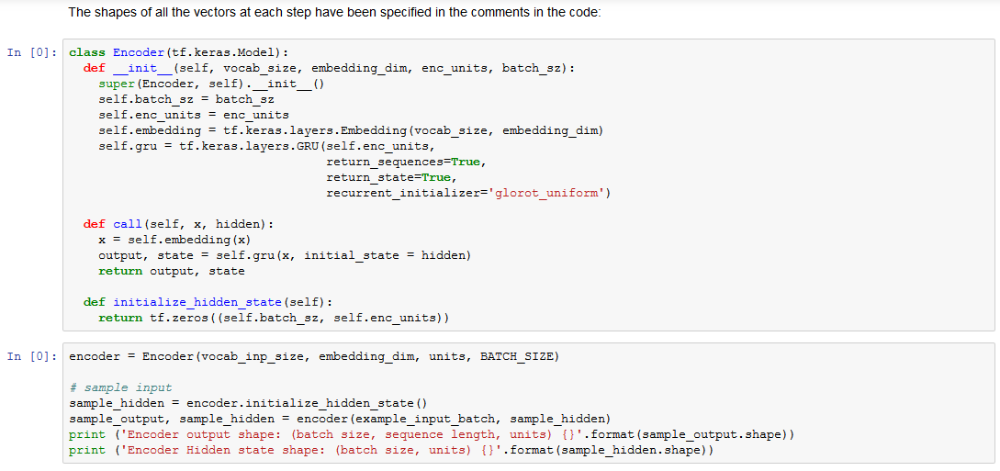 The shapes of all the vectors at each step have been specified in the comments in the code:
In [0]: class Encoder(tf.keras.Model):
  def __init__(self, vocab_size, embedding_dim, enc_units, batch_sz):
    super(Encoder, self).__init__()
    self.batch_sz = batch_sz
    self.enc_units = enc_units
    self.embedding = tf.keras.layers.Embedding(vocab_size, embedding_dim)
    self.gru = tf.keras.layers.GRU(self.enc_units,
                                   return_sequences=True,
                                   return_state=True,
                                   recurrent_initializer='glorot_uniform')
  def call(self, x, hidden):
    x = self.embedding(x)
    output, state = self.gru(x, initial_state = hidden)
    return output, state
  def initialize_hidden_state(self):
    return tf.zeros((self.batch_sz, self.enc_units))
In [0]: encoder = Encoder(vocab_inp_size, embedding_dim, units, BATCH_SIZE)
# sample input
sample_hidden = encoder.initialize_hidden_state()
sample_output, sample_hidden = encoder(example_input_batch, sample_hidden)
print ('Encoder output shape: (batch size, sequence length, units) {}'.format(sample_output.shape))
print ('Encoder Hidden state shape: (batch size, units) {}'.format(sample_hidden.shape))